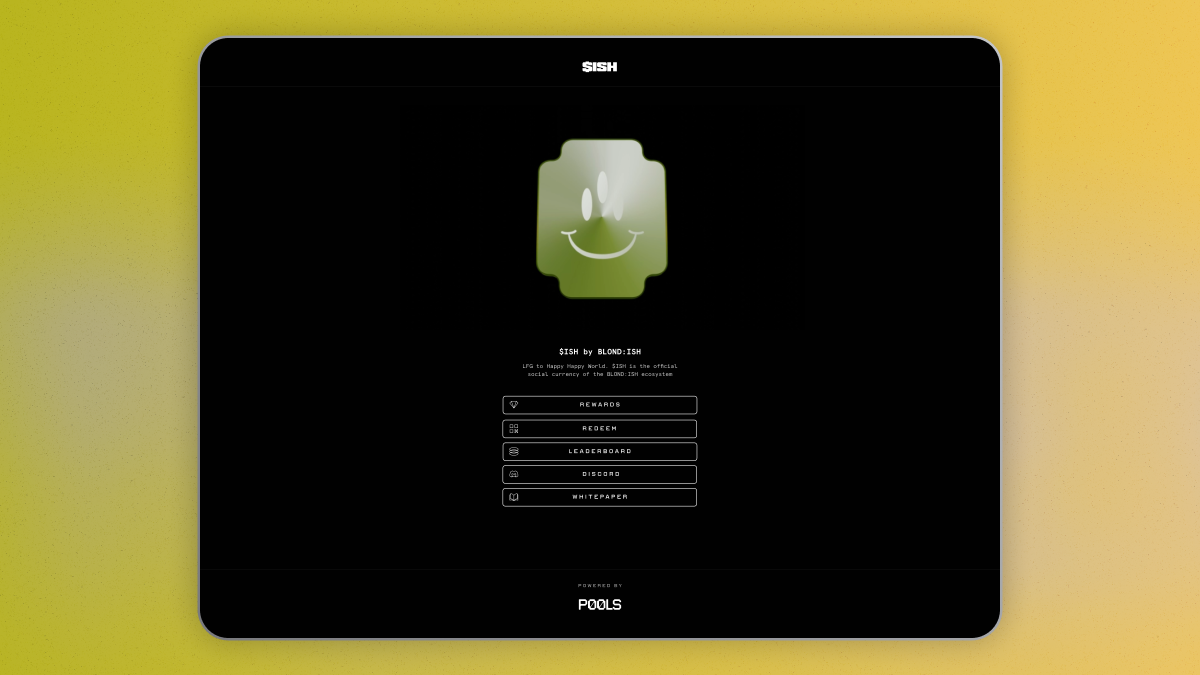 $ISH
$ISH by BLOND:ISH
LFG to Happy Happy World. $ISH is the official
social currency of the BLOND:ISH ecosystem
REWARDS
REDEEM
LEADERBOARD
DISCORD
WHITEPAPER
POWERED BY
POOLS